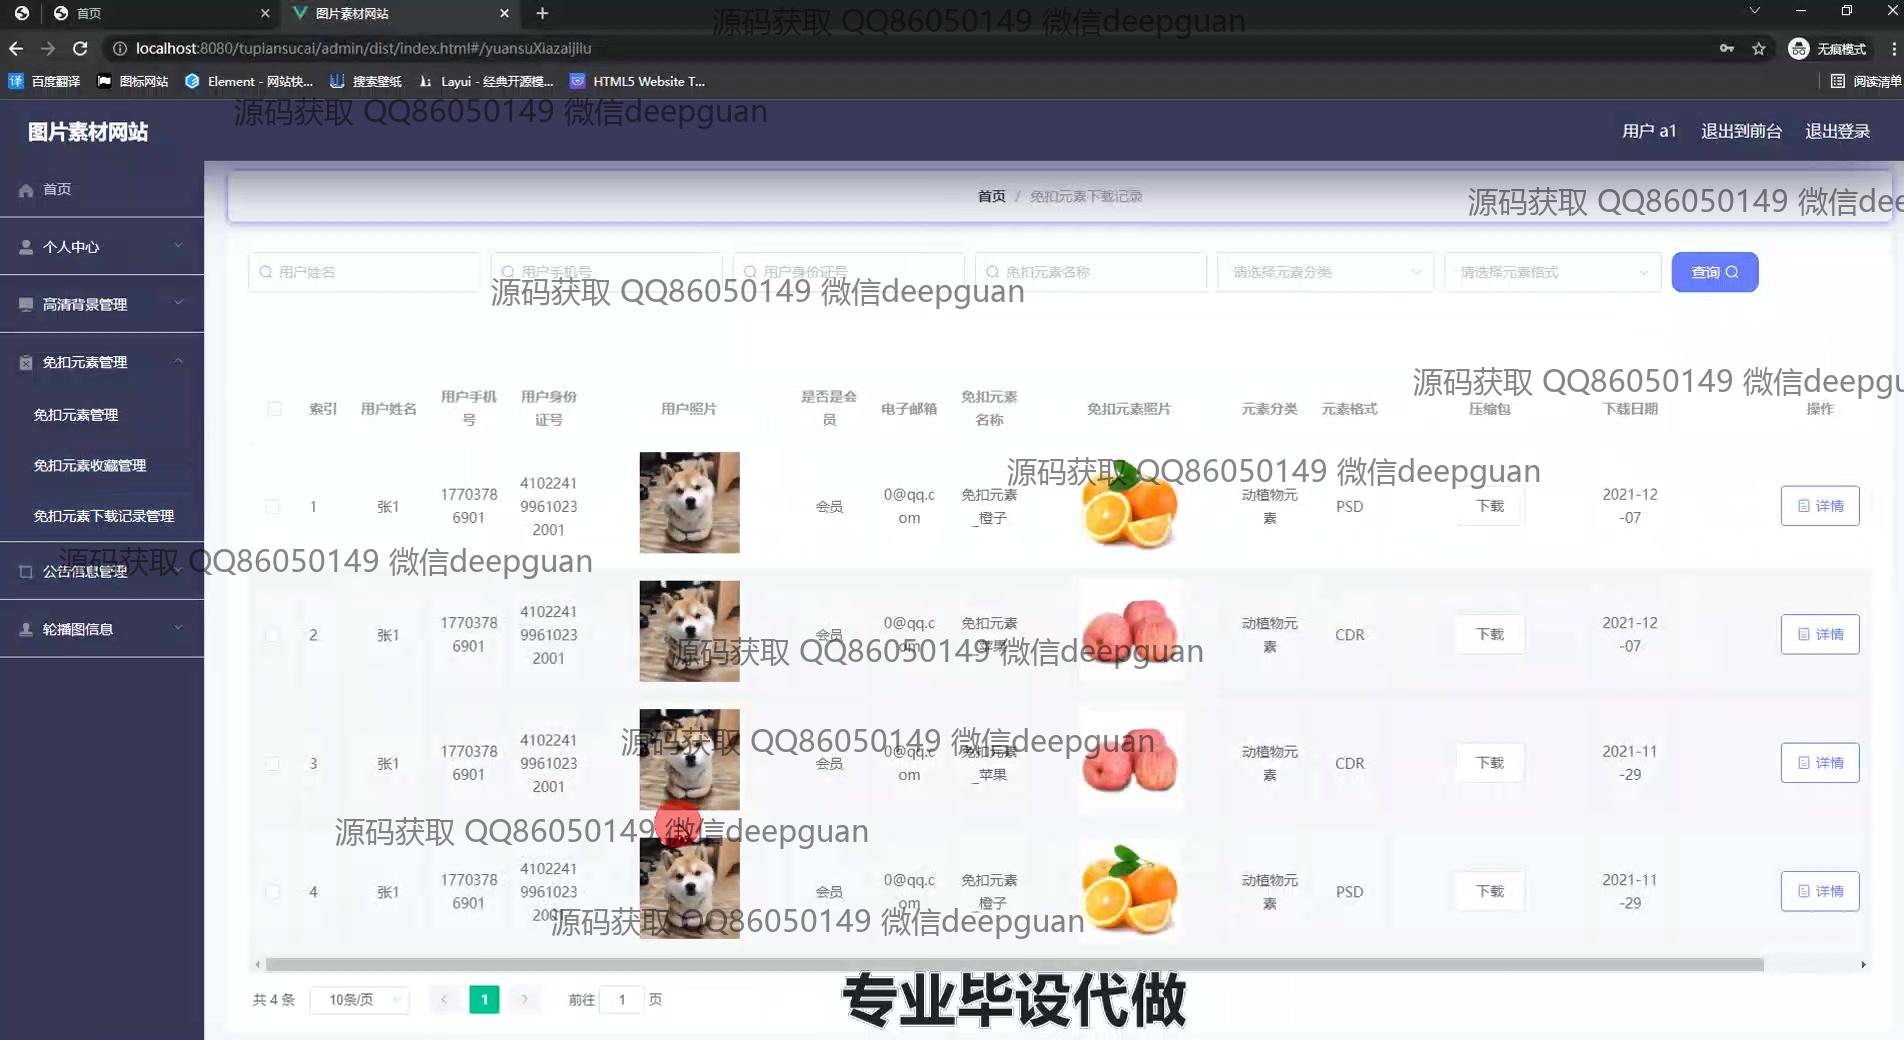 首页
图片素材网站
源码获取 QQ86050149 微信deepguan
localhost:8080/tupiansucai/admin/dist/index.html#/yuansuXiazaijilu
无痕模式
百度翻译
图标网站
Element - 网站快...
搜索壁纸
Layui - 经典开源模...
HTML5 Website T...
阅读清单
源码获取 QQ86050149 微信deepguan
图片素材网站
用户 a1
退出到前台
退出登录
首页
个人中心
高清背景管理
免扣元素管理
免扣元素管理
免扣元素收藏管理
免扣元素下载记录管理
公告信息管理
轮播图信息
首页 / 免扣元素下载记录
源码获取 QQ86050149 微信dee
用户姓名
用户手机号
用户身份证号
免扣元素名称
请选择元素分类
请选择元素格式
查询
源码获取 QQ86050149 微信deepguan
源码获取 QQ86050149 微信deepgu
索引
用户姓名
用户手机
号
用户身份
证号
用户照片
是否是会
员
电子邮箱
免扣元素
名称
免扣元素照片
元素分类
元素格式
压缩包
下载日期
操作
源码获取 QQ86050149 微信deepguan
1
张1
1770378
6901
4102241
9961023
2001
会员
0@qq.c
om
免扣元素
_橙子
动植物元
素
PSD
下载
2021-12
-07
详情
源码获取 QQ86050149 微信deepguan
2
张1
1770378
6901
4102241
9961023
2001
会员
0@qq.c
om
免扣元素
_苹果
动植物元
素
CDR
下载
2021-12
-07
详情
源码获取 QQ86050149 微信deepguan
3
张1
1770378
6901
4102241
9961023
2001
会员
0@qq.c
om
免扣元素
_苹果
动植物元
素
CDR
下载
2021-11
-29
详情
源码获取 QQ86050149 微信deepguan
源码获取 QQ86050149 微信deepguan
4
张1
1770378
6901
4102241
9961023
2001
会员
0@qq.c
om
免扣元素
_橙子
动植物元
素
PSD
下载
2021-11
-29
详情
源码获取 QQ86050149 微信deepguan
共 4 条
10条/页
1
前往 1 页
专业毕设代做